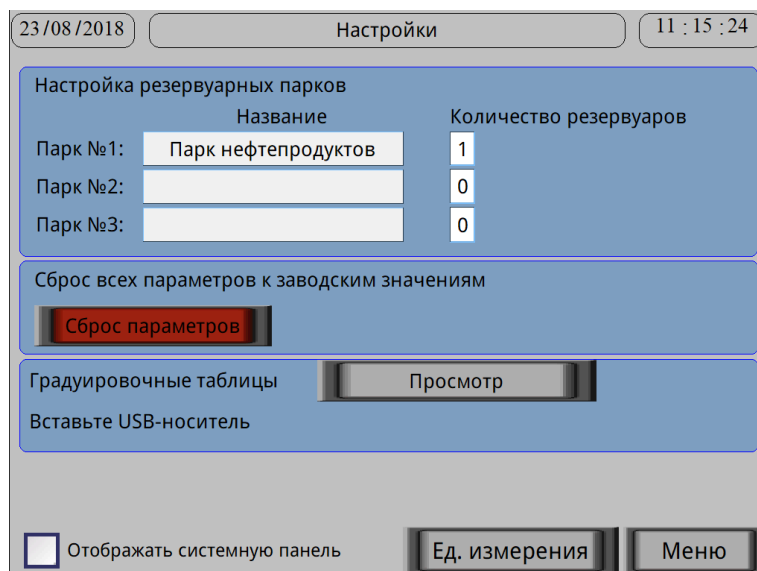 23/08/2018 Настройки 11 : 15 : 24
Настройка резервуарных парков
Название Количество резервуаров
Парк №1: Парк нефтепродуктов 1
Парк №2: 0
Парк №3: 0
Сброс всех параметров к заводским значениям
Сброс параметров
Градуировочные таблицы Просмотр
Вставьте USB-носитель
Отображать системную панель Ед. измерения Меню